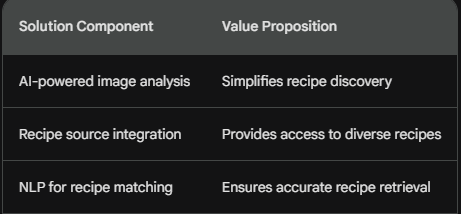 Solution Component Value Proposition
AI-powered image analysis Simplifies recipe discovery
Recipe source integration Provides access to diverse recipes
NLP for recipe matching Ensures accurate recipe retrieval